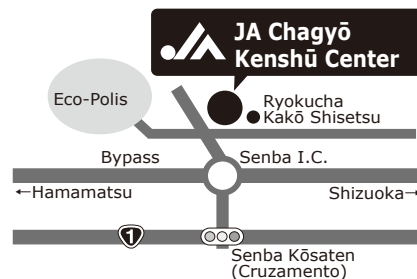 JA Chagyō
Kenshū Center
Eco-Polis
Ryokucha
Kakō Shisetsu
Bypass
Senba I.C.
←Hamamatsu
Shizuoka→
1
Senba Kōsaten
(Cruzamento)